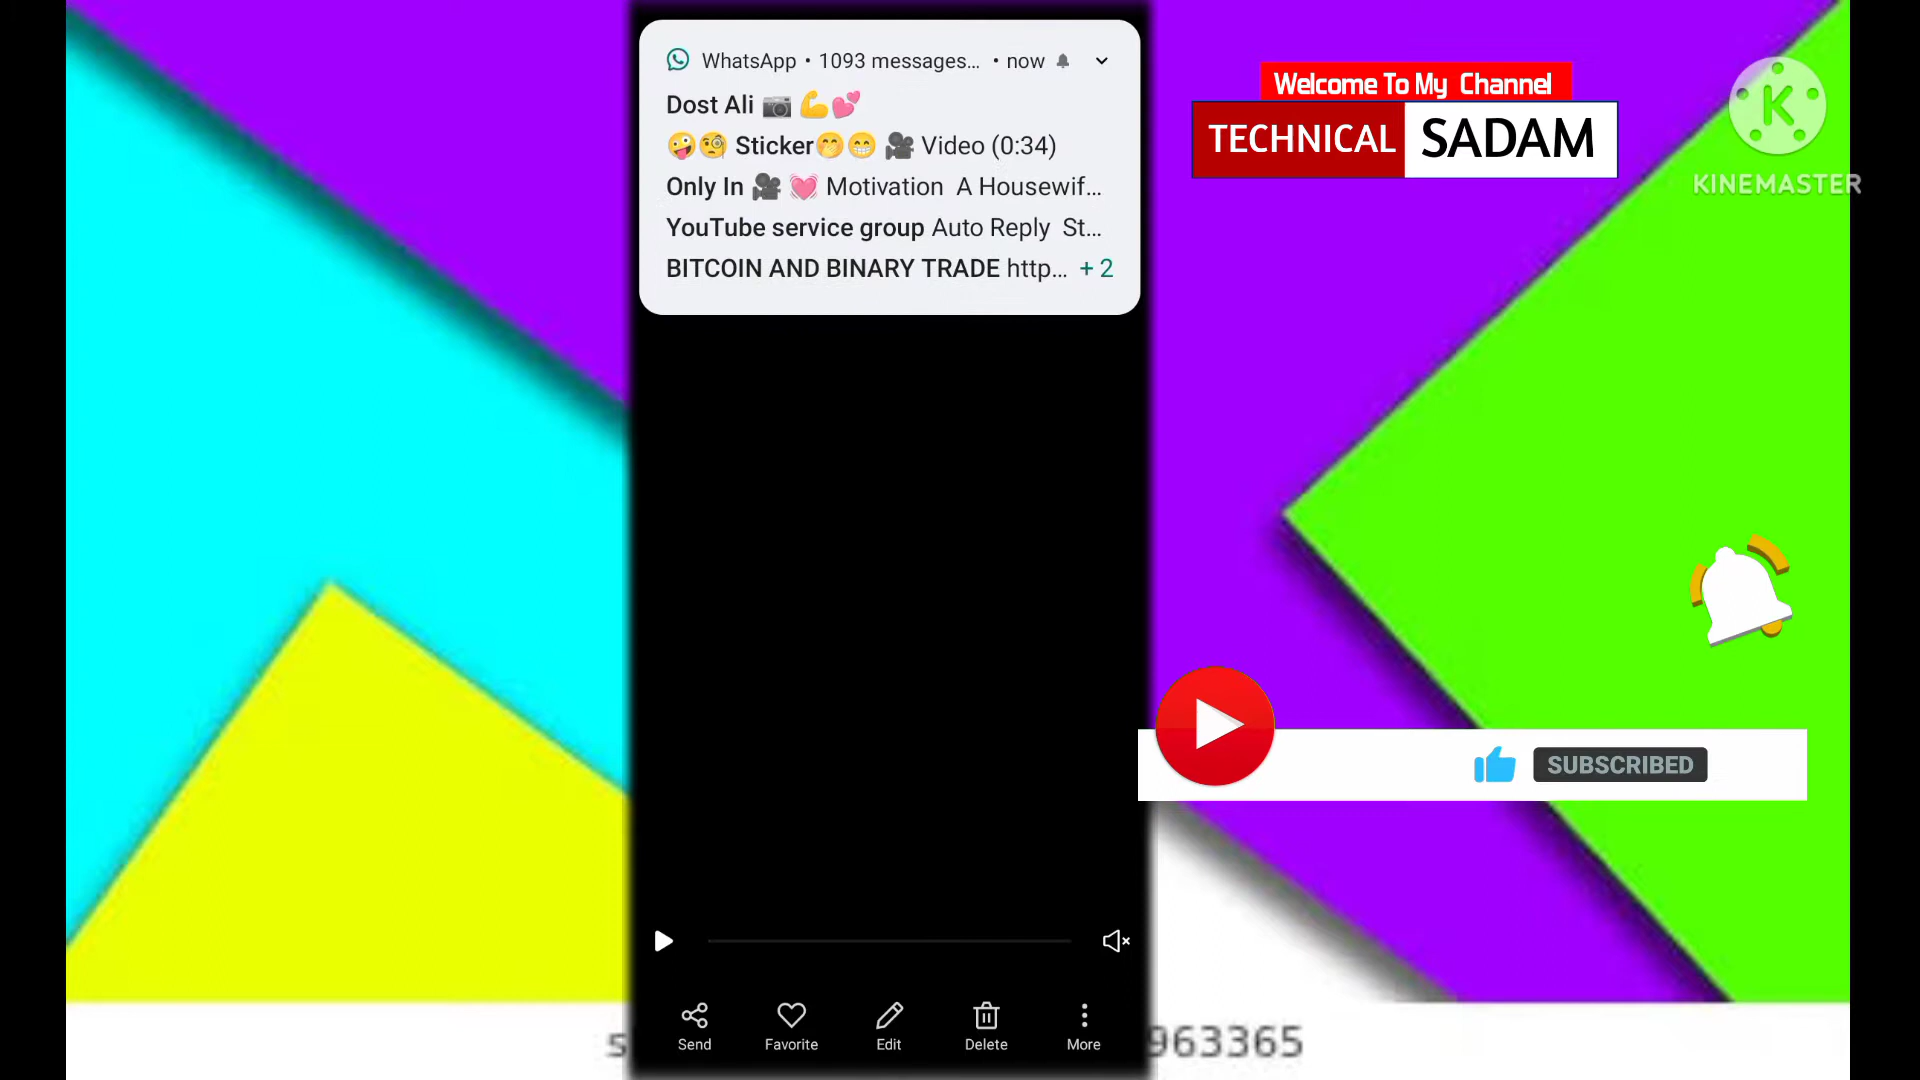 WhatsApp • 1093 messages... • now
Dost Ali 📷 💪💕
🤪🧐 Sticker🤭😁 🎥 Video (0:34)
Only In 🎥 💓 Motivation A Housewif...
YouTube service group Auto Reply St...
BITCOIN AND BINARY TRADE http... + 2
Welcome To My Channel
TECHNICAL SADAM
K
KINEMASTER
SUBSCRIBED
Send Favorite Edit Delete More
963365